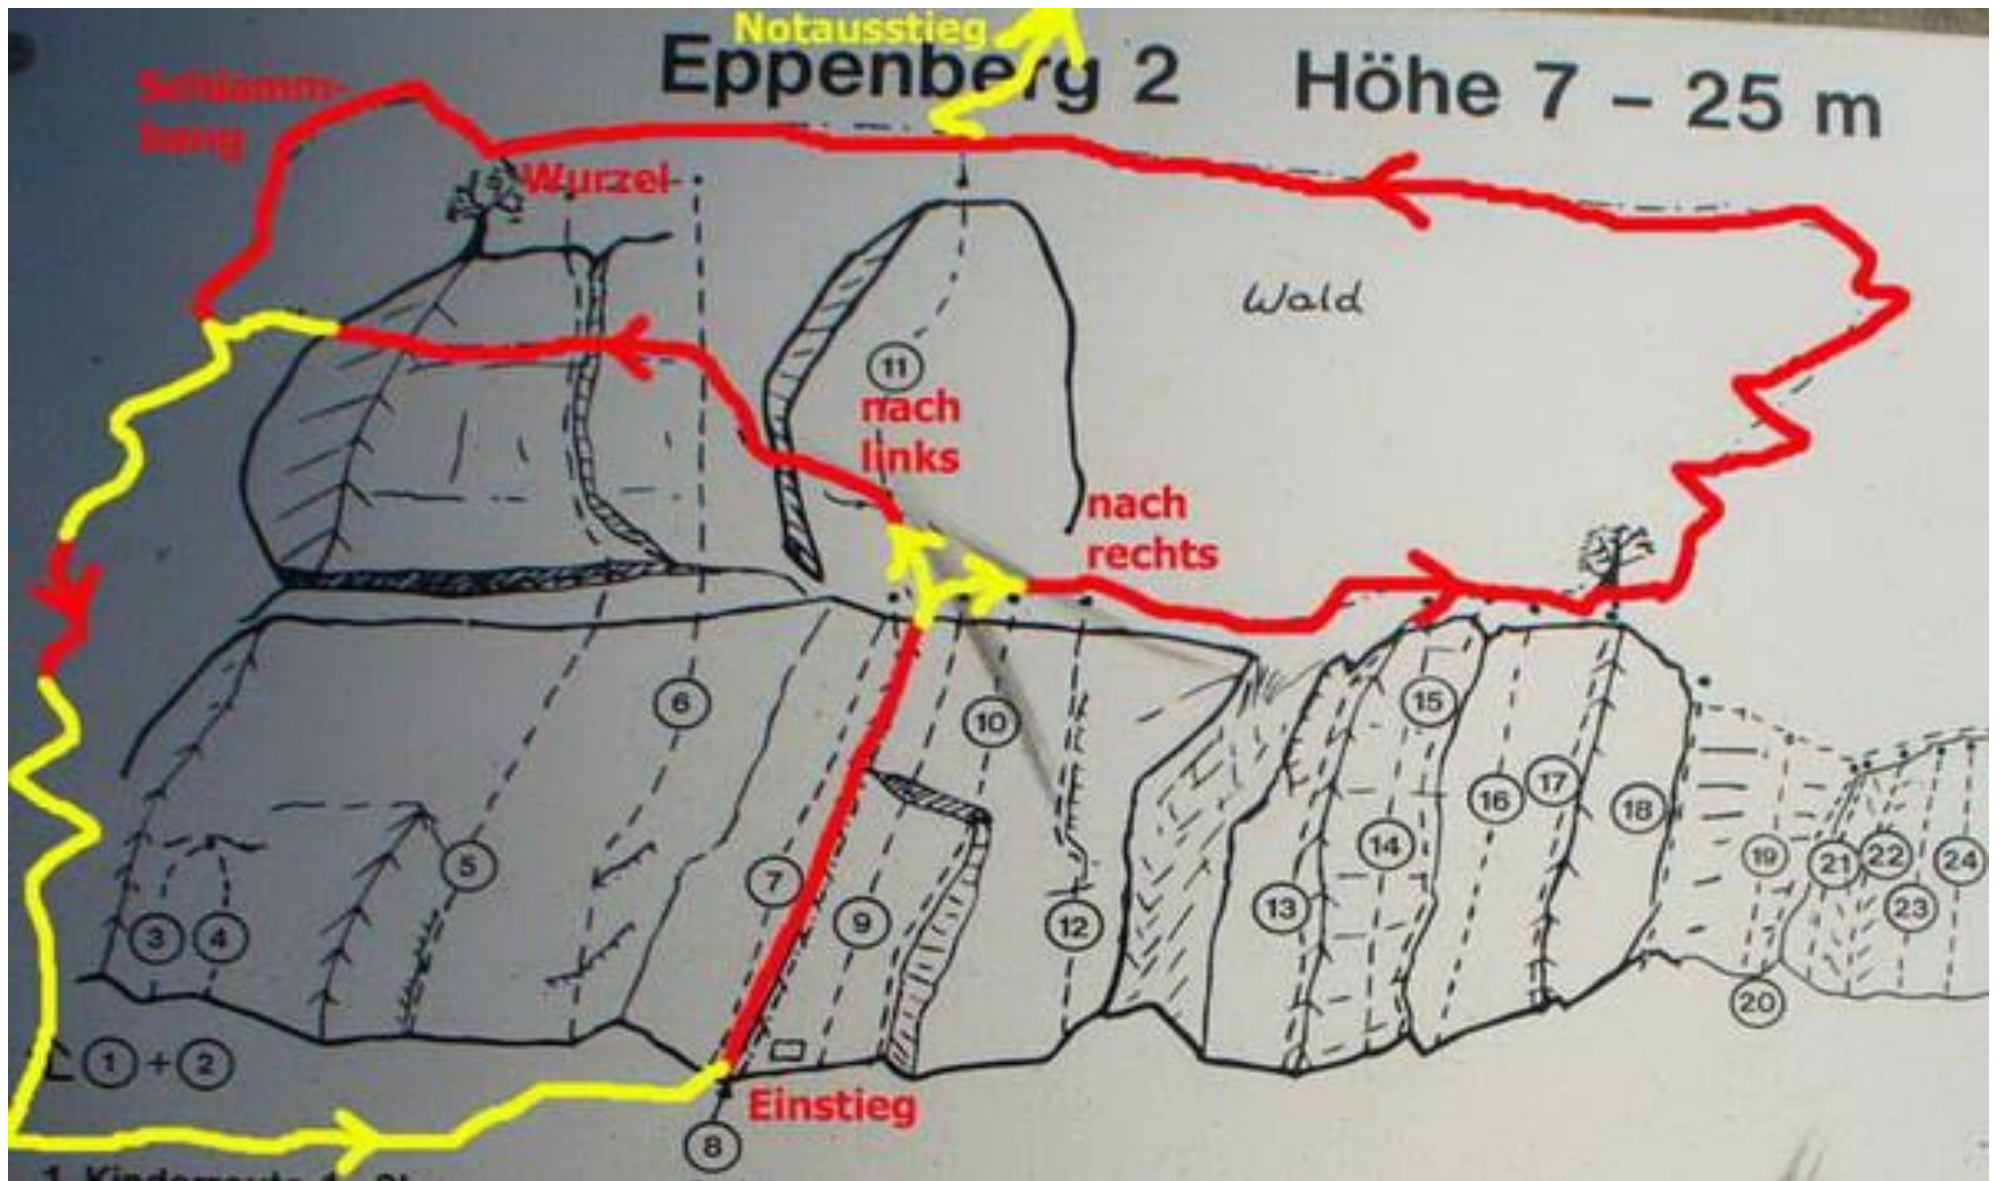 Notausstieg
Eppenberg 2 Höhe 7 – 25 m
Schlamm-
Wurzel
Wald
11
nach
links
nach
rechts
6
10
15
5
7
16
17
18
14
19
21
22
24
3
4
9
12
13
23
20
1 + 2
Einstieg
8